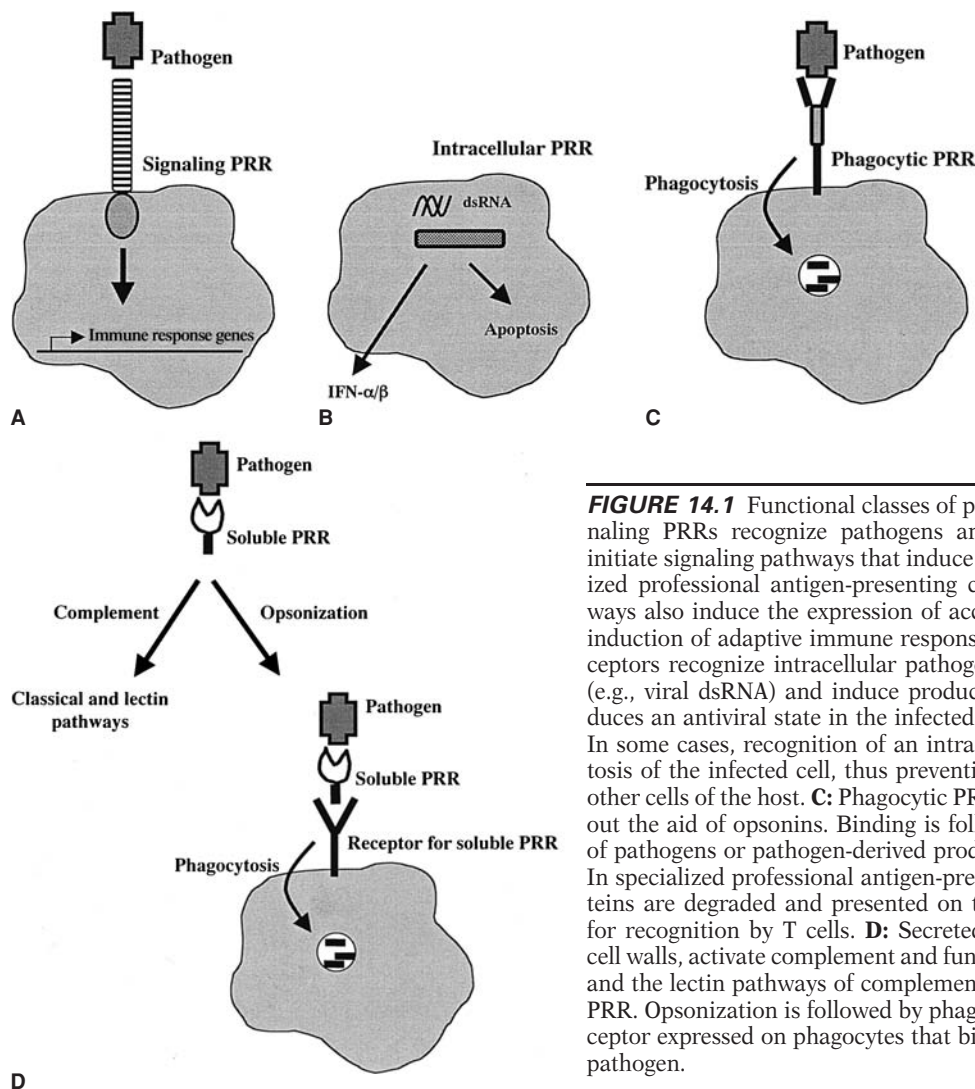 Pathogen
Signaling PRR
Immune response genes
A
Intracellular PRR
dsRNA
Apoptosis
IFN-α/β
B
Pathogen
Phagocytic PRR
Phagocytosis
C
Pathogen
Soluble PRR
Complement
Opsonization
Classical and lectin
pathways
Pathogen
Soluble PRR
Receptor for soluble PRR
Phagocytosis
D
FIGURE 14.1 Functional classes of p
naling PRRs recognize pathogens an
initiate signaling pathways that induce
ized professional antigen-presenting c
ways also induce the expression of acc
induction of adaptive immune respons
ceptors recognize intracellular pathoge
(e.g., viral dsRNA) and induce produc
duces an antiviral state in the infected
In some cases, recognition of an intra
tosis of the infected cell, thus preventi
other cells of the host. C: Phagocytic PR
out the aid of opsonins. Binding is foll
of pathogens or pathogen-derived prod
In specialized professional antigen-pre
teins are degraded and presented on t
for recognition by T cells. D: Secreted
cell walls, activate complement and fun
and the lectin pathways of complemen
PRR. Opsonization is followed by phag
ceptor expressed on phagocytes that bi
pathogen.